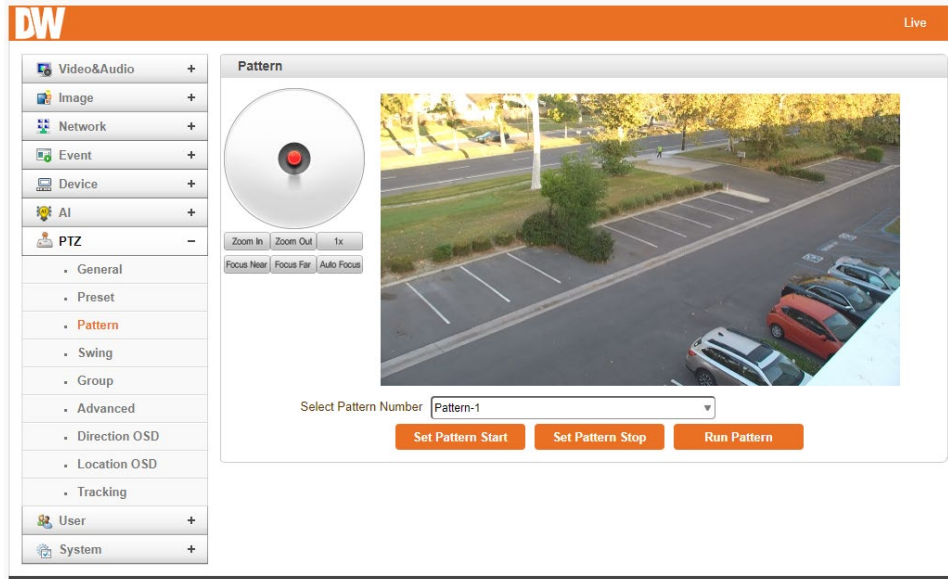 DW
Live
Video&Audio +
Image +
Network +
Event +
Device +
AI +
PTZ -
General
Preset
Pattern
Swing
Group
Advanced
Direction OSD
Location OSD
Tracking
User +
System +
Pattern
Zoom In Zoom Out 1x
Focus Near Focus Far Auto Focus
Select Pattern Number Pattern-1
Set Pattern Start Set Pattern Stop Run Pattern